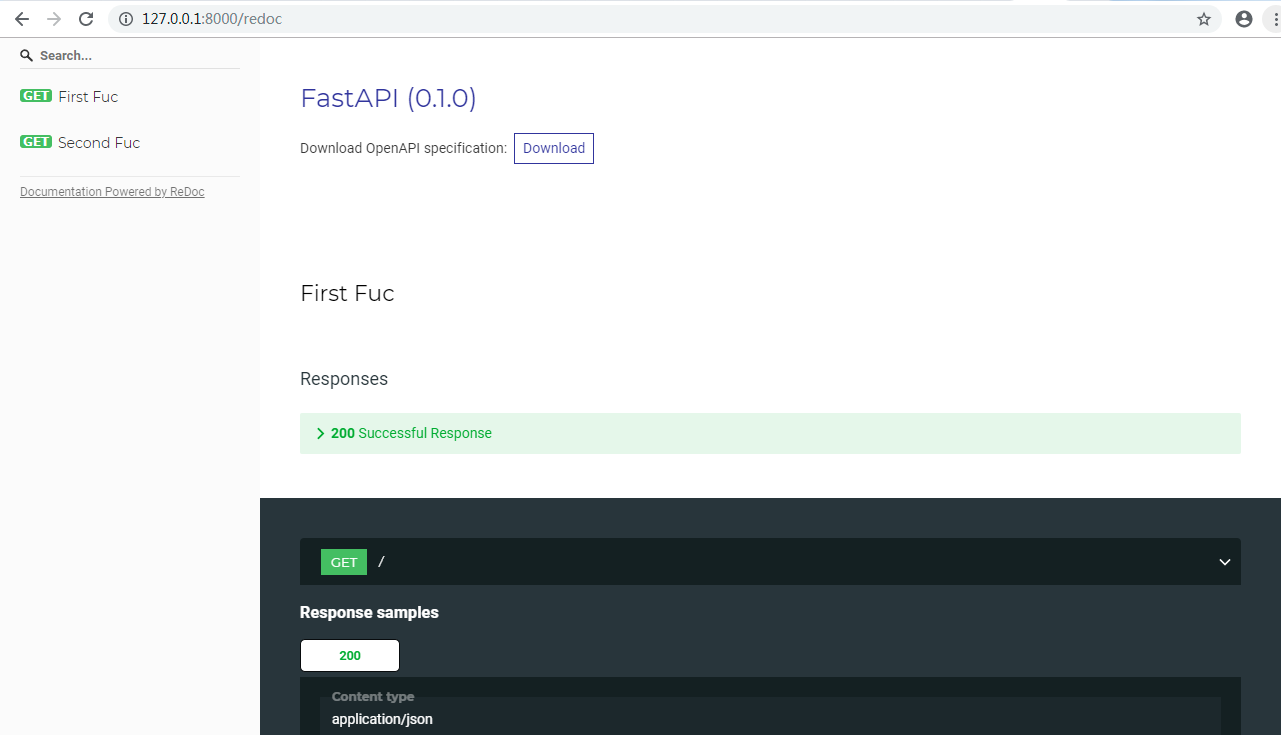 127.0.0.1:8000/redoc
Search...
GET First Fuc
GET Second Fuc
Documentation Powered by ReDoc
FastAPI (0.1.0)
Download OpenAPI specification: Download
First Fuc
Responses
200 Successful Response
GET /
Response samples
200
Content type
application/json